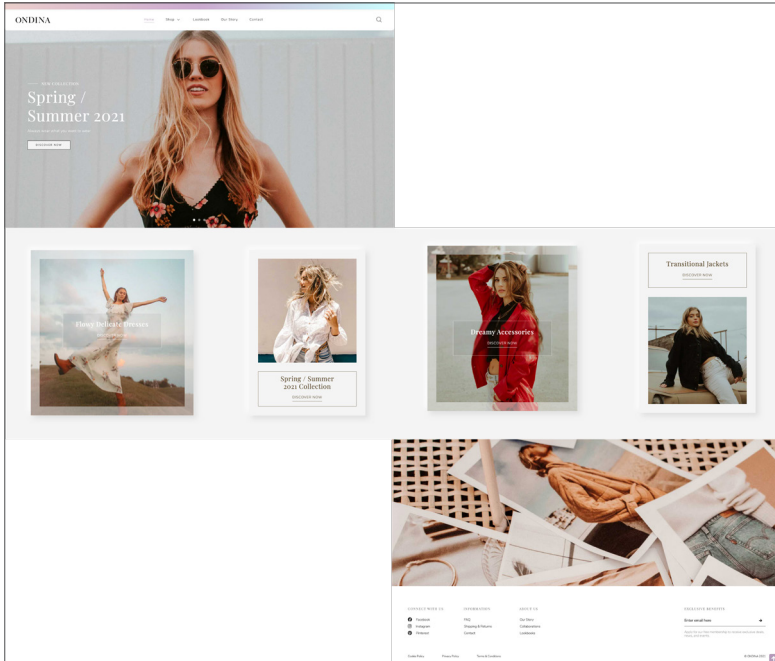 ONDINA
Home Shop Lookbook Our Story Contact
NEW COLLECTION
Spring /
Summer 2021
DISCOVER NOW
Flowy Delicate Dresses
DISCOVER NOW
Spring / Summer
2021 Collection
DISCOVER NOW
Dreamy Accessories
DISCOVER NOW
Transitional Jackets
DISCOVER NOW
CONNECT WITH US
Facebook
Instagram
Pinterest
INFORMATION
FAQ
Shipping & Returns
Contact
ABOUT US
Our Story
Collaborations
Lookbook
EXCLUSIVE BENEFITS
Enter email here
Cookie Policy Privacy Policy Terms & Conditions